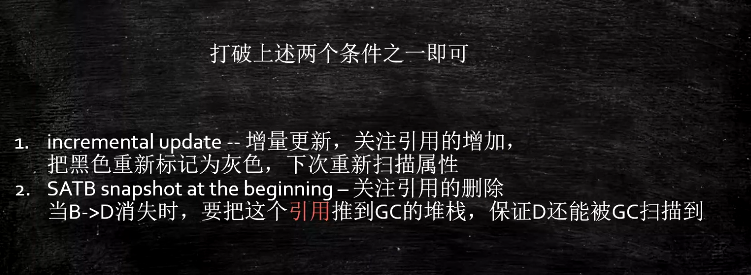 打破上述两个条件之一即可
1. incremental update -- 增量更新，关注引用的增加，
把黑色重新标记为灰色，下次重新扫描属性
2. SATB snapshot at the beginning – 关注引用的删除
当B->D消失时，要把这个引用推到GC的堆栈，保证D还能被GC扫描到